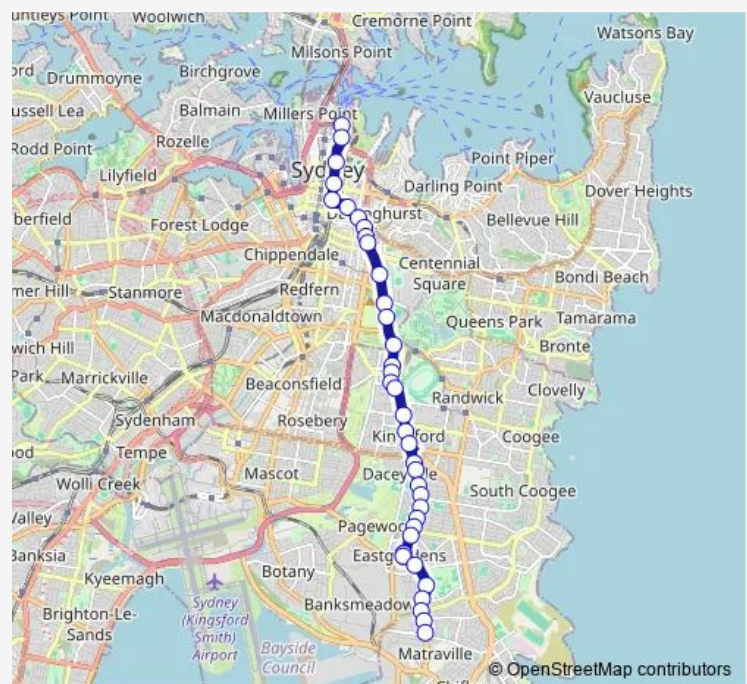 Woolwich
Cremorne Point
Watsons Bay
Milsons Point
Birchgrove
Drummoyne
Vaucluse
Balmain
Millers Point
Rozelle
Rodd Point
Sydney
Point Piper
Lilyfield
Darling Point
Dover Heights
Forest Lodge
Bellevue Hill
Chippendale
Centennial
Square
Bondi Beach
Stanmore
Redfern
Macdonaldtown
Queens Park
Tamarama
Bronte
Marrickville
Beaconsfield
Clovelly
Randwick
Sydenham
Rosebery
Coogee
Tempe
Mascot
Wolli Creek
South Coogee
Banksia
Kyeemagh
Botany
Sydney
(Kingsford
Smith)
Airport
Banksmeadow
Brighton-Le-
Sands
Bayside
Council
Matraville
© OpenStreetMap contributors